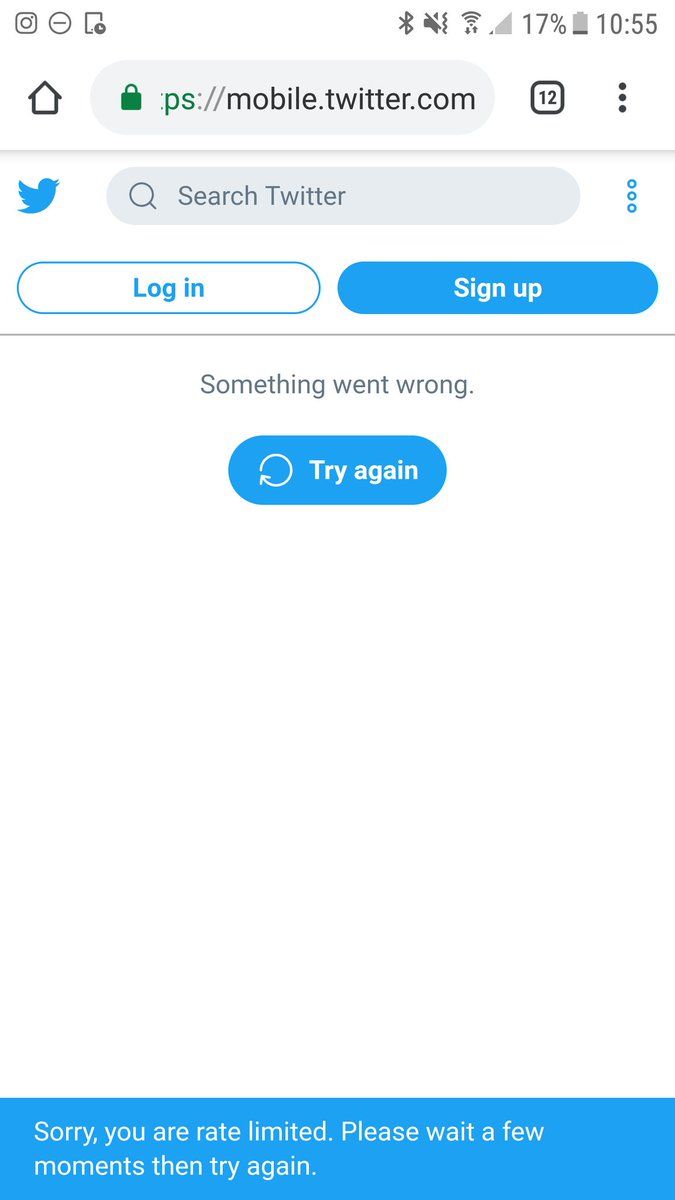 17% 10:55
ps://mobile.twitter.com
12
Search Twitter
Log in
Sign up
Something went wrong.
Try again
Sorry, you are rate limited. Please wait a few
moments then try again.